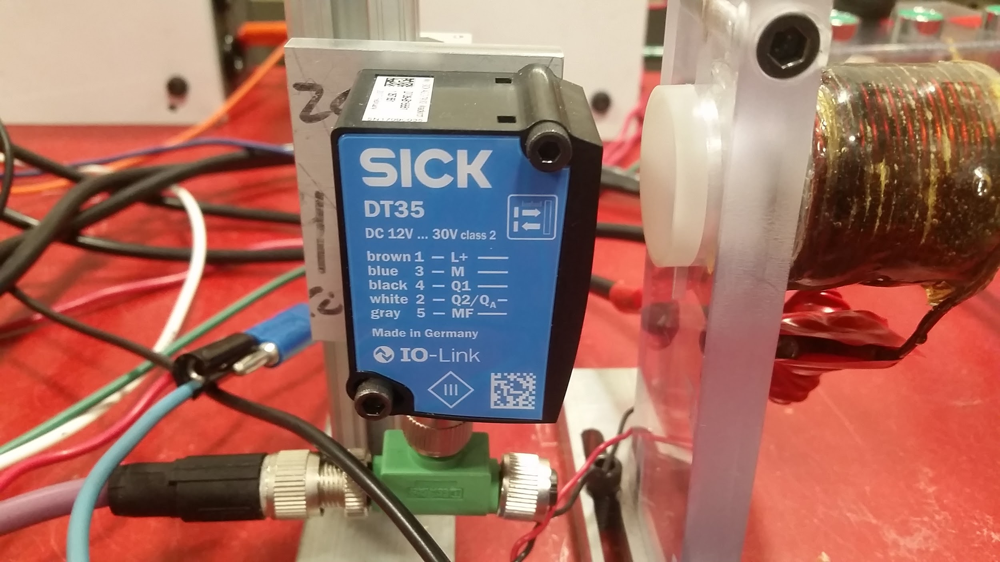 SICK
DT35
DC 12V ... 30V class 2
brown 1 — L+
blue 3 — M
black 4 — Q1
white 2 — Q2/QA
gray 5 — MF
Made in Germany
IO-Link
III